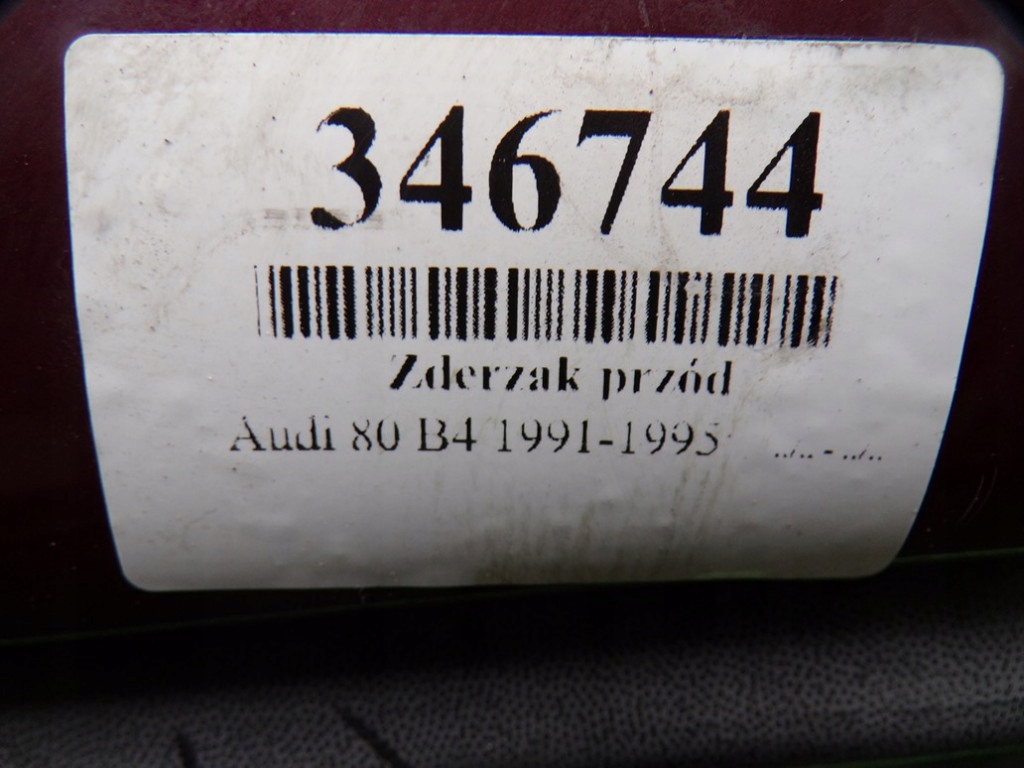 346744
Zderzak przód
Audi 80 B4 1991-1995 ../.. - ../..